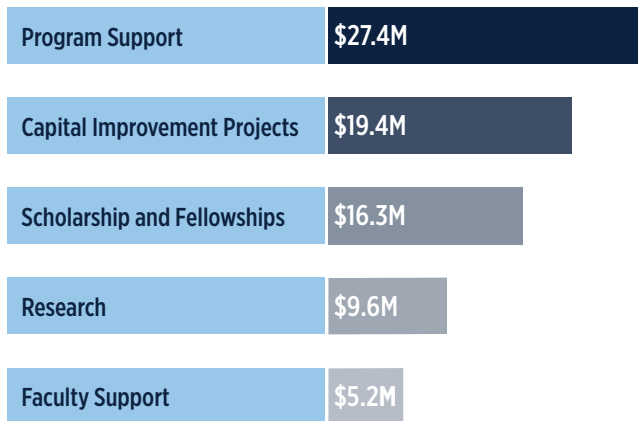 Program Support $27.4M
Capital Improvement Projects $19.4M
Scholarship and Fellowships $16.3M
Research $9.6M
Faculty Support $5.2M